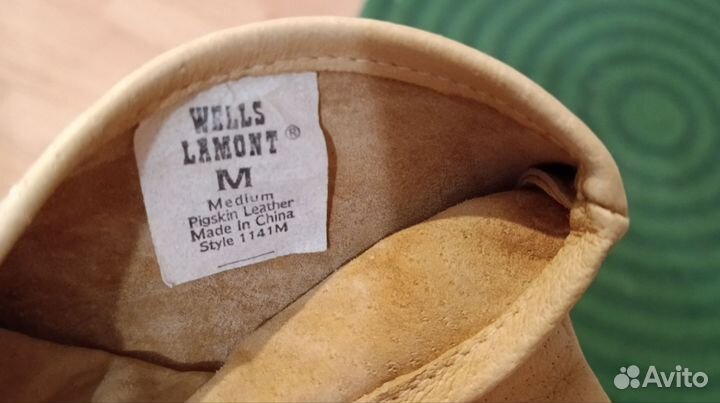 WELLS
LAMONT ®
M
Medium
Pigskin Leather
Made In China
Style 1141M
Avito